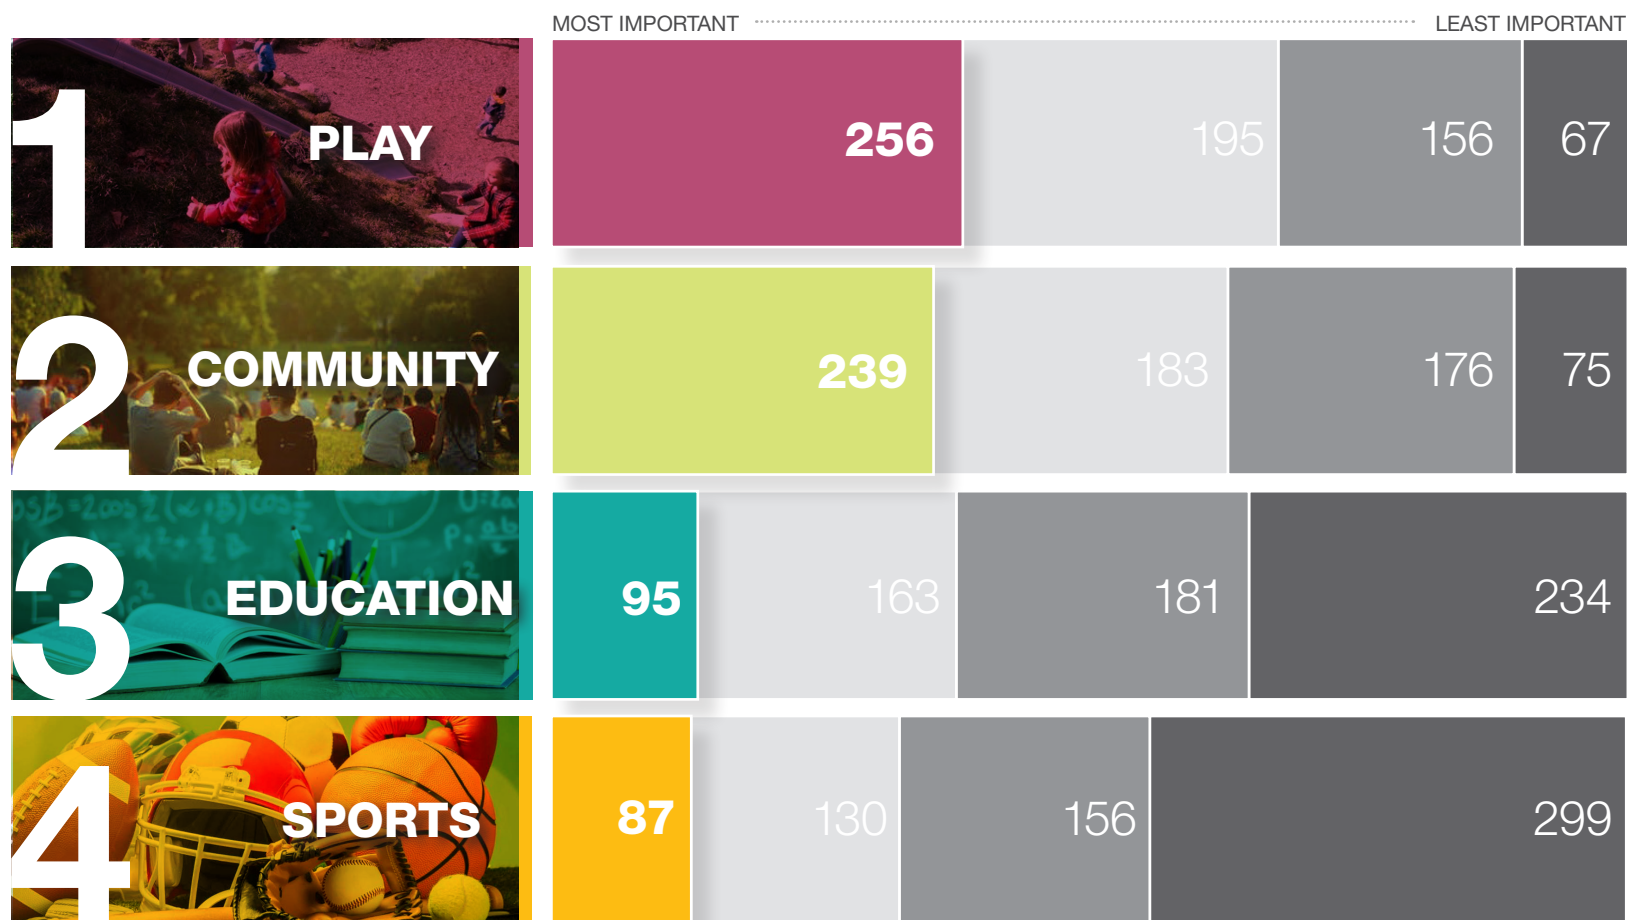 MOST IMPORTANT LEAST IMPORTANT
1 PLAY 256 195 156 67
2 COMMUNITY 239 183 176 75
3 EDUCATION 95 163 181 234
4 SPORTS 87 130 156 299